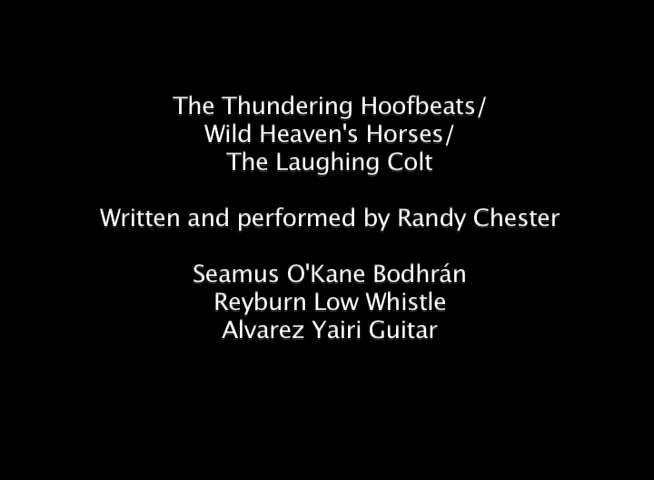 The Thundering Hoofbeats/
Wild Heaven's Horses/
The Laughing Colt
Written and performed by Randy Chester
Seamus O'Kane Bodhrán
Reyburn Low Whistle
Alvarez Yairi Guitar